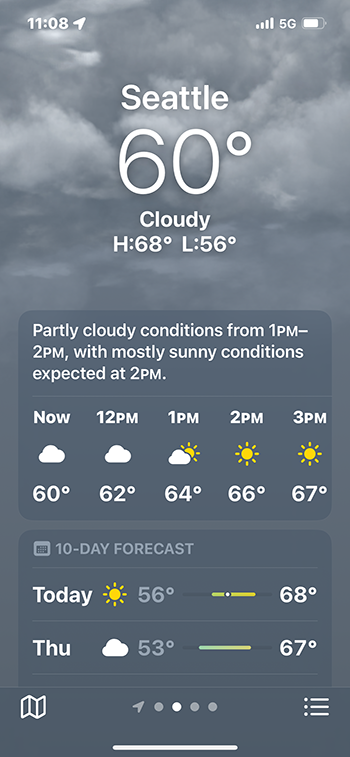 11:08 5G
Seattle
60°
Cloudy
H:68° L:56°
Partly cloudy conditions from 1PM–
2PM, with mostly sunny conditions
expected at 2PM.
Now 12PM 1PM 2PM 3PM
60° 62° 64° 66° 67°
10-DAY FORECAST
Today 56° 68°
Thu 53° 67°